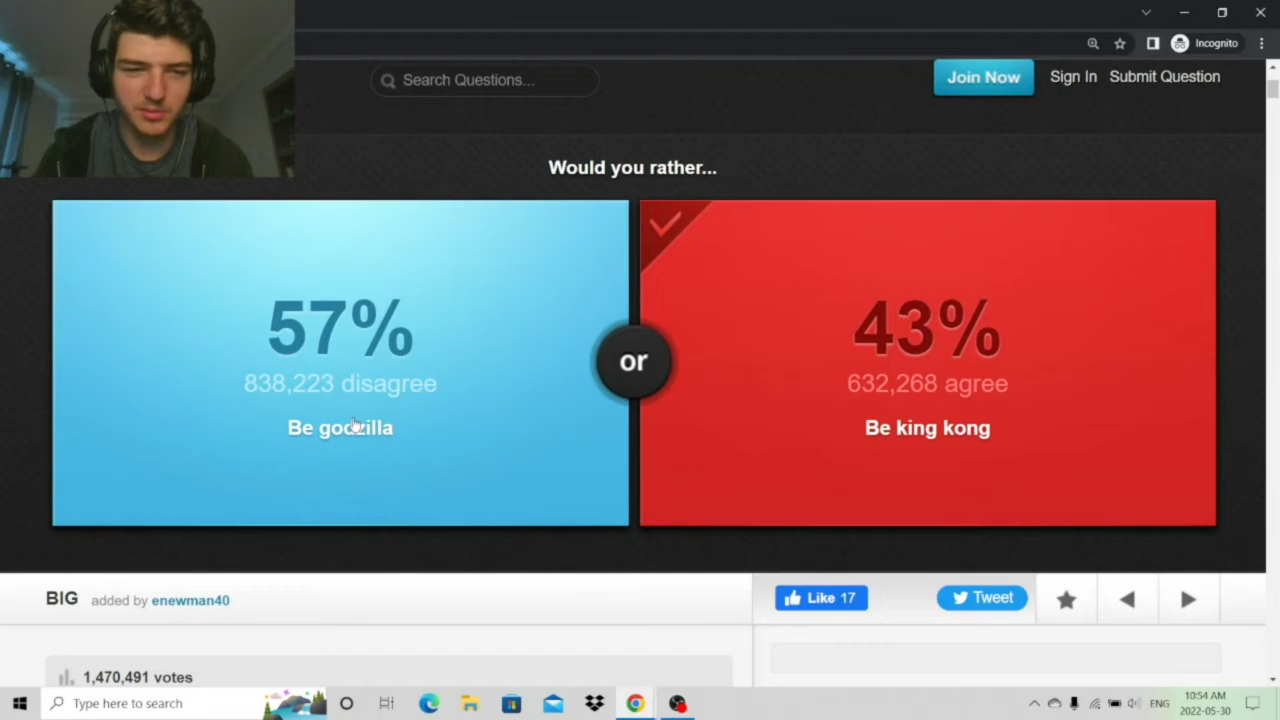 Incognito
Search Questions...
Join Now
Sign In
Submit Question
Would you rather...
57%
838,223 disagree
Be godzilla
or
43%
632,268 agree
Be king kong
BIG added by enewman40
Like 17
Tweet
1,470,491 votes
Type here to search
ENG
10:54 AM
2022-05-30